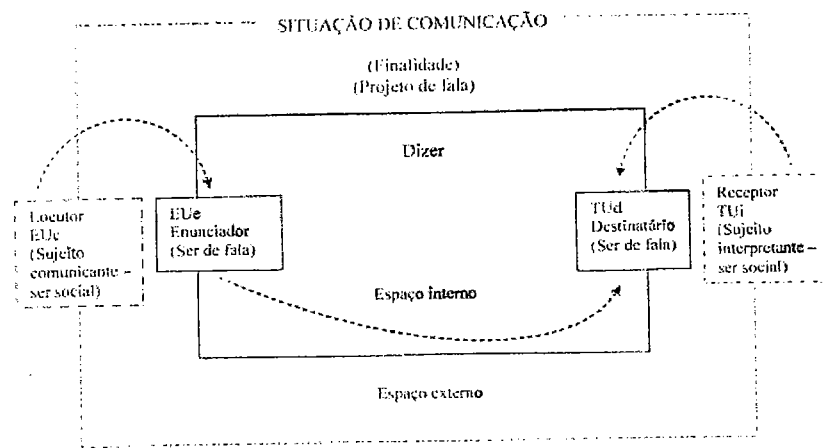 SITUAÇÃO DE COMUNICAÇÃO
(Finalidade)
(Projeto de fala)
Dizer
Locutor
EUc
(Sujeito
comunicante –
ser social)
EUe
Enunciador
(Ser de fala)
TUd
Destinatário
(Ser de fala)
Receptor
TUi
(Sujeito
interpretante –
ser social)
Espaço interno
Espaço externo